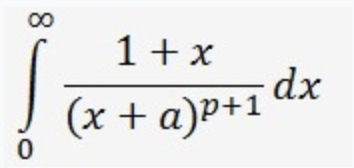 ∫₀^∞ (1 + x)/((x + a)^(p+1)) dx